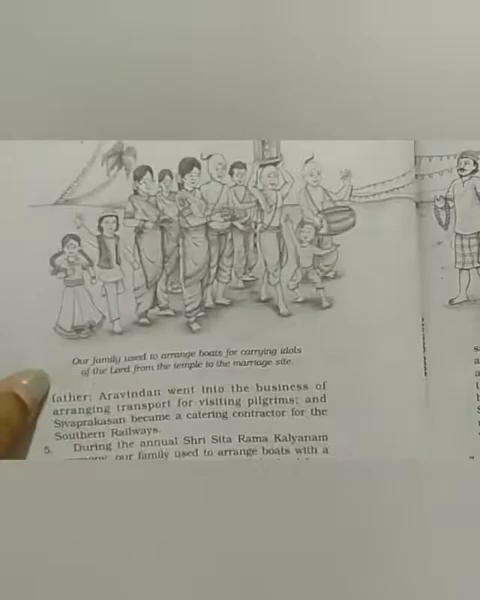 Our family used to arrange boats for carrying idols
of the Lord from the temple to the marriage site.
father; Aravindan went into the business of
arranging transport for visiting pilgrims; and
Sivaprakasan became a catering contractor for the
Southern Railways.
5. During the annual Shri Sita Rama Kalyanam
our family used to arrange boats with a